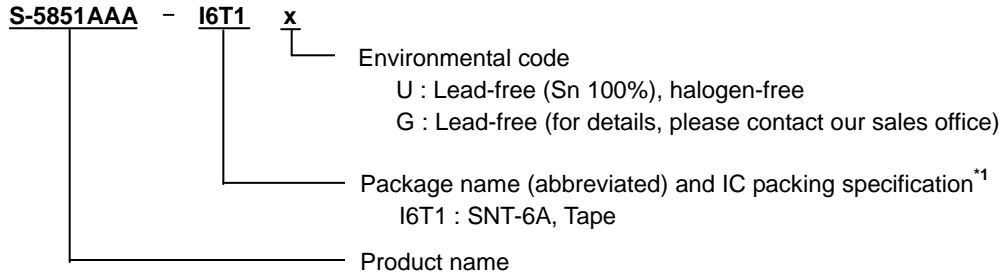 S-5851AAA - I6T1 x
Environmental code
U : Lead-free (Sn 100%), halogen-free
G : Lead-free (for details, please contact our sales office)
Package name (abbreviated) and IC packing specification*1
I6T1 : SNT-6A, Tape
Product name